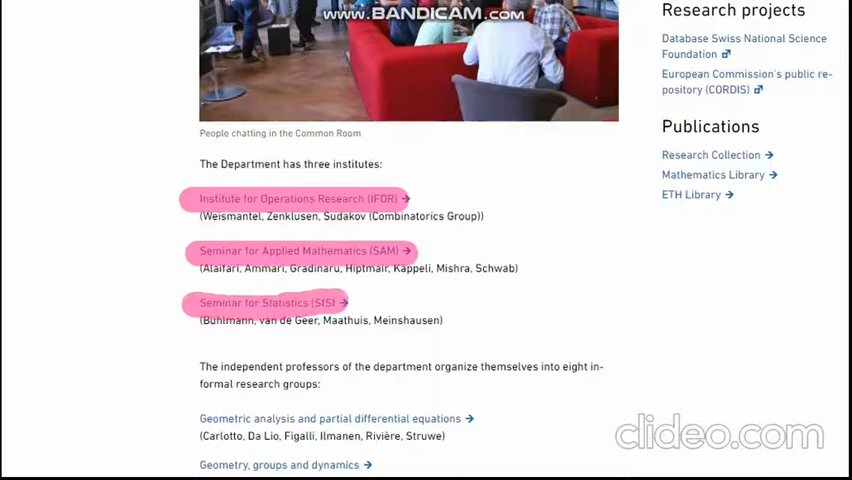 www.BANDICAM.com
Research projects
Database Swiss National Science
Foundation
European Commission's public re-
pository (CORDIS)
Publications
Research Collection
Mathematics Library
ETH Library
People chatting in the Common Room
The Department has three institutes:
Institute for Operations Research (IFOR)
(Weismantel, Zenklusen, Sudakov (Combinatorics Group))
Seminar for Applied Mathematics (SAM)
(Alaifari, Ammari, Gradinaru, Hiptmair, Käppeli, Mishra, Schwab)
Seminar for Statistics
(Bühlmann, van de Geer, Maathuis, Meinshausen)
The independent professors of the department organize themselves into eight in-
formal research groups:
Geometric analysis and partial differential equations
(Carlotto, Da Lio, Figalli, Ilmanen, Rivière, Struwe)
Geometry, groups and dynamics
clideo.com